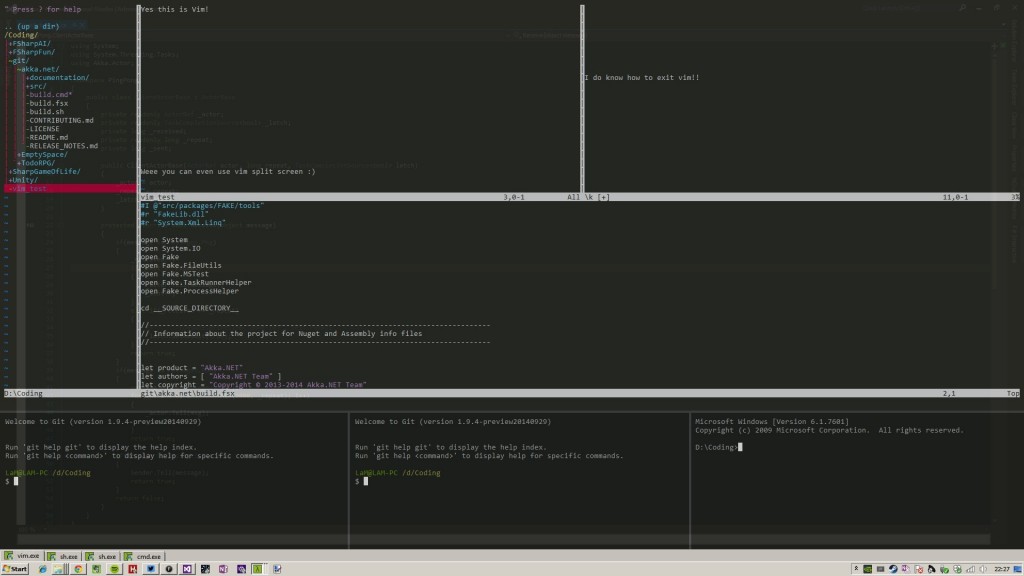 " Press ? for help
.. (up a dir)
/Coding/
+FSharpAI/
+FSharpFun/
~git/
~akka.net/
+documentation/
+src/
-build.cmd*
-build.fsx
-build.sh
-CONTRIBUTING.md
-LICENSE
-README.md
-RELEASE_NOTES.md
+EmptySpace/
+TodoRPG/
+SharpGameOfLife/
+Unity/
+vim_test
D:\Coding
Yes this is Vim!
Weee you can even use vim split screen :)
vim_test 3,0-1 All
I do know how to exit vim!!
\k [+] 11,0-1 3%
#I @"src/packages/FAKE/tools"
#r "FakeLib.dll"
#r "System.Xml.Linq"
open System
open System.IO
open Fake
open Fake.FileUtils
open Fake.MSTest
open Fake.TaskRunnerHelper
open Fake.ProcessHelper
cd __SOURCE_DIRECTORY__
//--------------------------------------------------------------------------------
// Information about the project for Nuget and Assembly info files
//--------------------------------------------------------------------------------
let product = "Akka.NET"
let authors = [ "Akka.NET Team" ]
let copyright = "Copyright © 2013-2014 Akka.NET Team"
git\akka.net\build.fsx 2,1 Top
Welcome to Git (version 1.9.4-preview20140929)
Run 'git help git' to display the help index.
Run 'git help <command>' to display help for specific commands.
LaM@LAM-PC /d/Coding
$
Welcome to Git (version 1.9.4-preview20140929)
Run 'git help git' to display the help index.
Run 'git help <command>' to display help for specific commands.
LaM@LAM-PC /d/Coding
$
Microsoft Windows [Version 6.1.7601]
Copyright (c) 2009 Microsoft Corporation.  All rights reserved.
D:\Coding>
vim.exe sh.exe sh.exe cmd.exe
Start 22:27